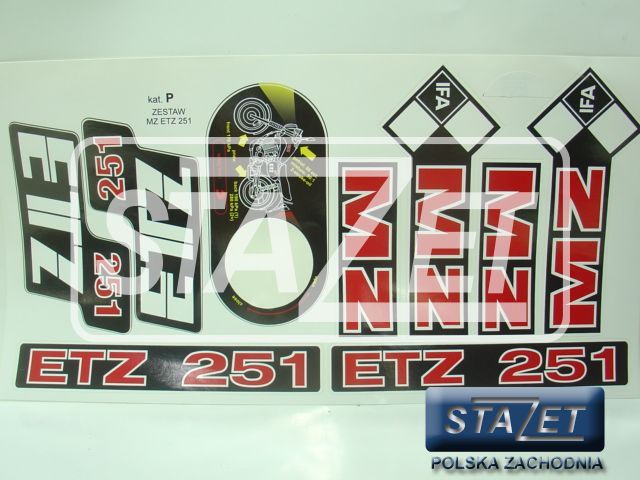 kat. P
ZESTAW
MZ ETZ 251
ETZ
251
ETZ
251
IFA
IFA
MZ
MZ
MZ
MZ
STAZET
ETZ 251
ETZ 251
STAZET
POLSKA ZACHODNIA